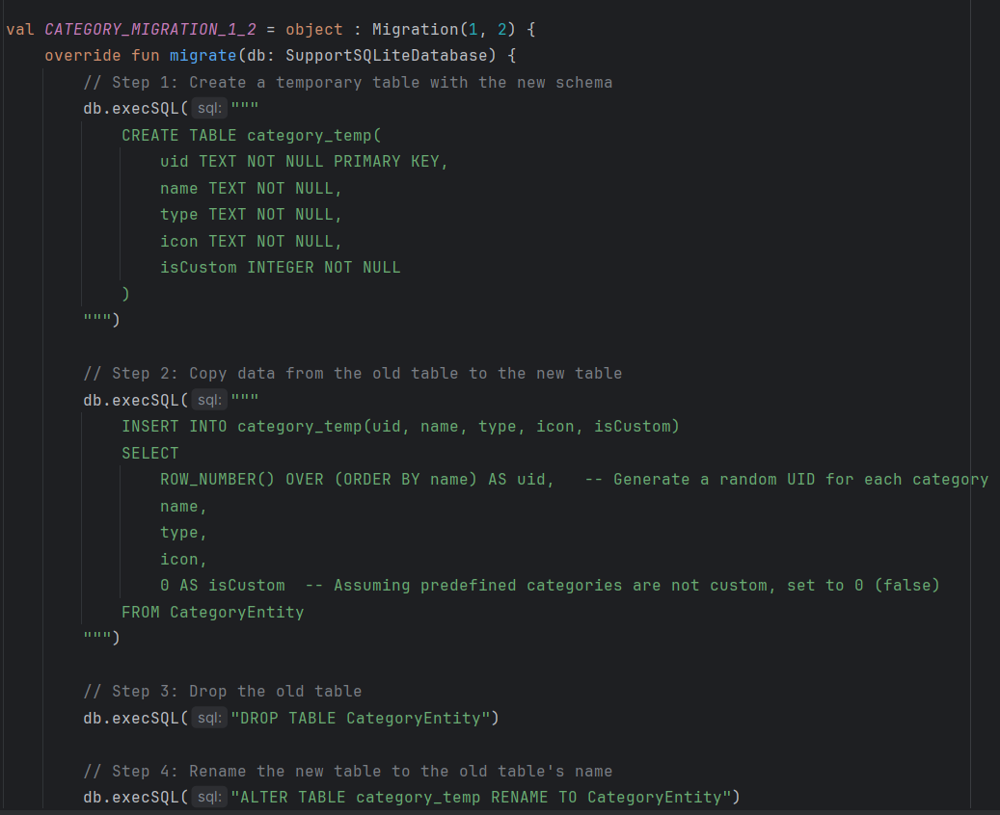 val CATEGORY_MIGRATION_1_2 = object : Migration(1, 2) {
    override fun migrate(db: SupportSQLiteDatabase) {
        // Step 1: Create a temporary table with the new schema
        db.execSQL( sql: """
            CREATE TABLE category_temp(
                uid TEXT NOT NULL PRIMARY KEY,
                name TEXT NOT NULL,
                type TEXT NOT NULL,
                icon TEXT NOT NULL,
                isCustom INTEGER NOT NULL
            )
        """)

        // Step 2: Copy data from the old table to the new table
        db.execSQL( sql: """
            INSERT INTO category_temp(uid, name, type, icon, isCustom)
            SELECT
                ROW_NUMBER() OVER (ORDER BY name) AS uid,   -- Generate a random UID for each category
                name,
                type,
                icon,
                0 AS isCustom  -- Assuming predefined categories are not custom, set to 0 (false)
            FROM CategoryEntity
        """)

        // Step 3: Drop the old table
        db.execSQL( sql: "DROP TABLE CategoryEntity")

        // Step 4: Rename the new table to the old table's name
        db.execSQL( sql: "ALTER TABLE category_temp RENAME TO CategoryEntity")